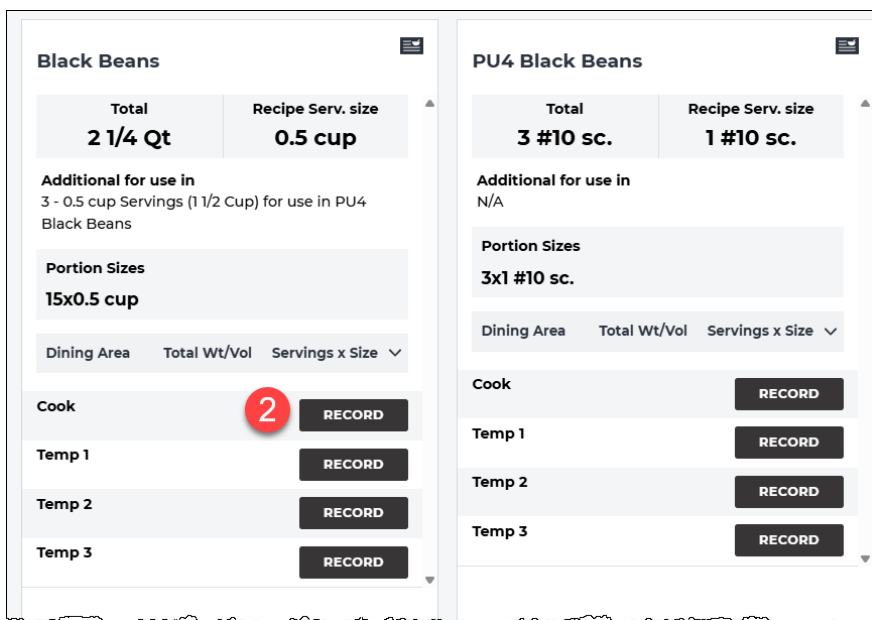 Black Beans
Total
Recipe Serv. size
2 1/4 Qt
0.5 cup
Additional for use in
3 - 0.5 cup Servings (1 1/2 Cup) for use in PU4
Black Beans
Portion Sizes
15x0.5 cup
Dining Area Total Wt/Vol Servings x Size
Cook
2
RECORD
Temp 1
RECORD
Temp 2
RECORD
Temp 3
RECORD
PU4 Black Beans
Total
Recipe Serv. size
3 #10 sc.
1 #10 sc.
Additional for use in
N/A
Portion Sizes
3x1 #10 sc.
Dining Area Total Wt/Vol Servings x Size
Cook
RECORD
Temp 1
RECORD
Temp 2
RECORD
Temp 3
RECORD